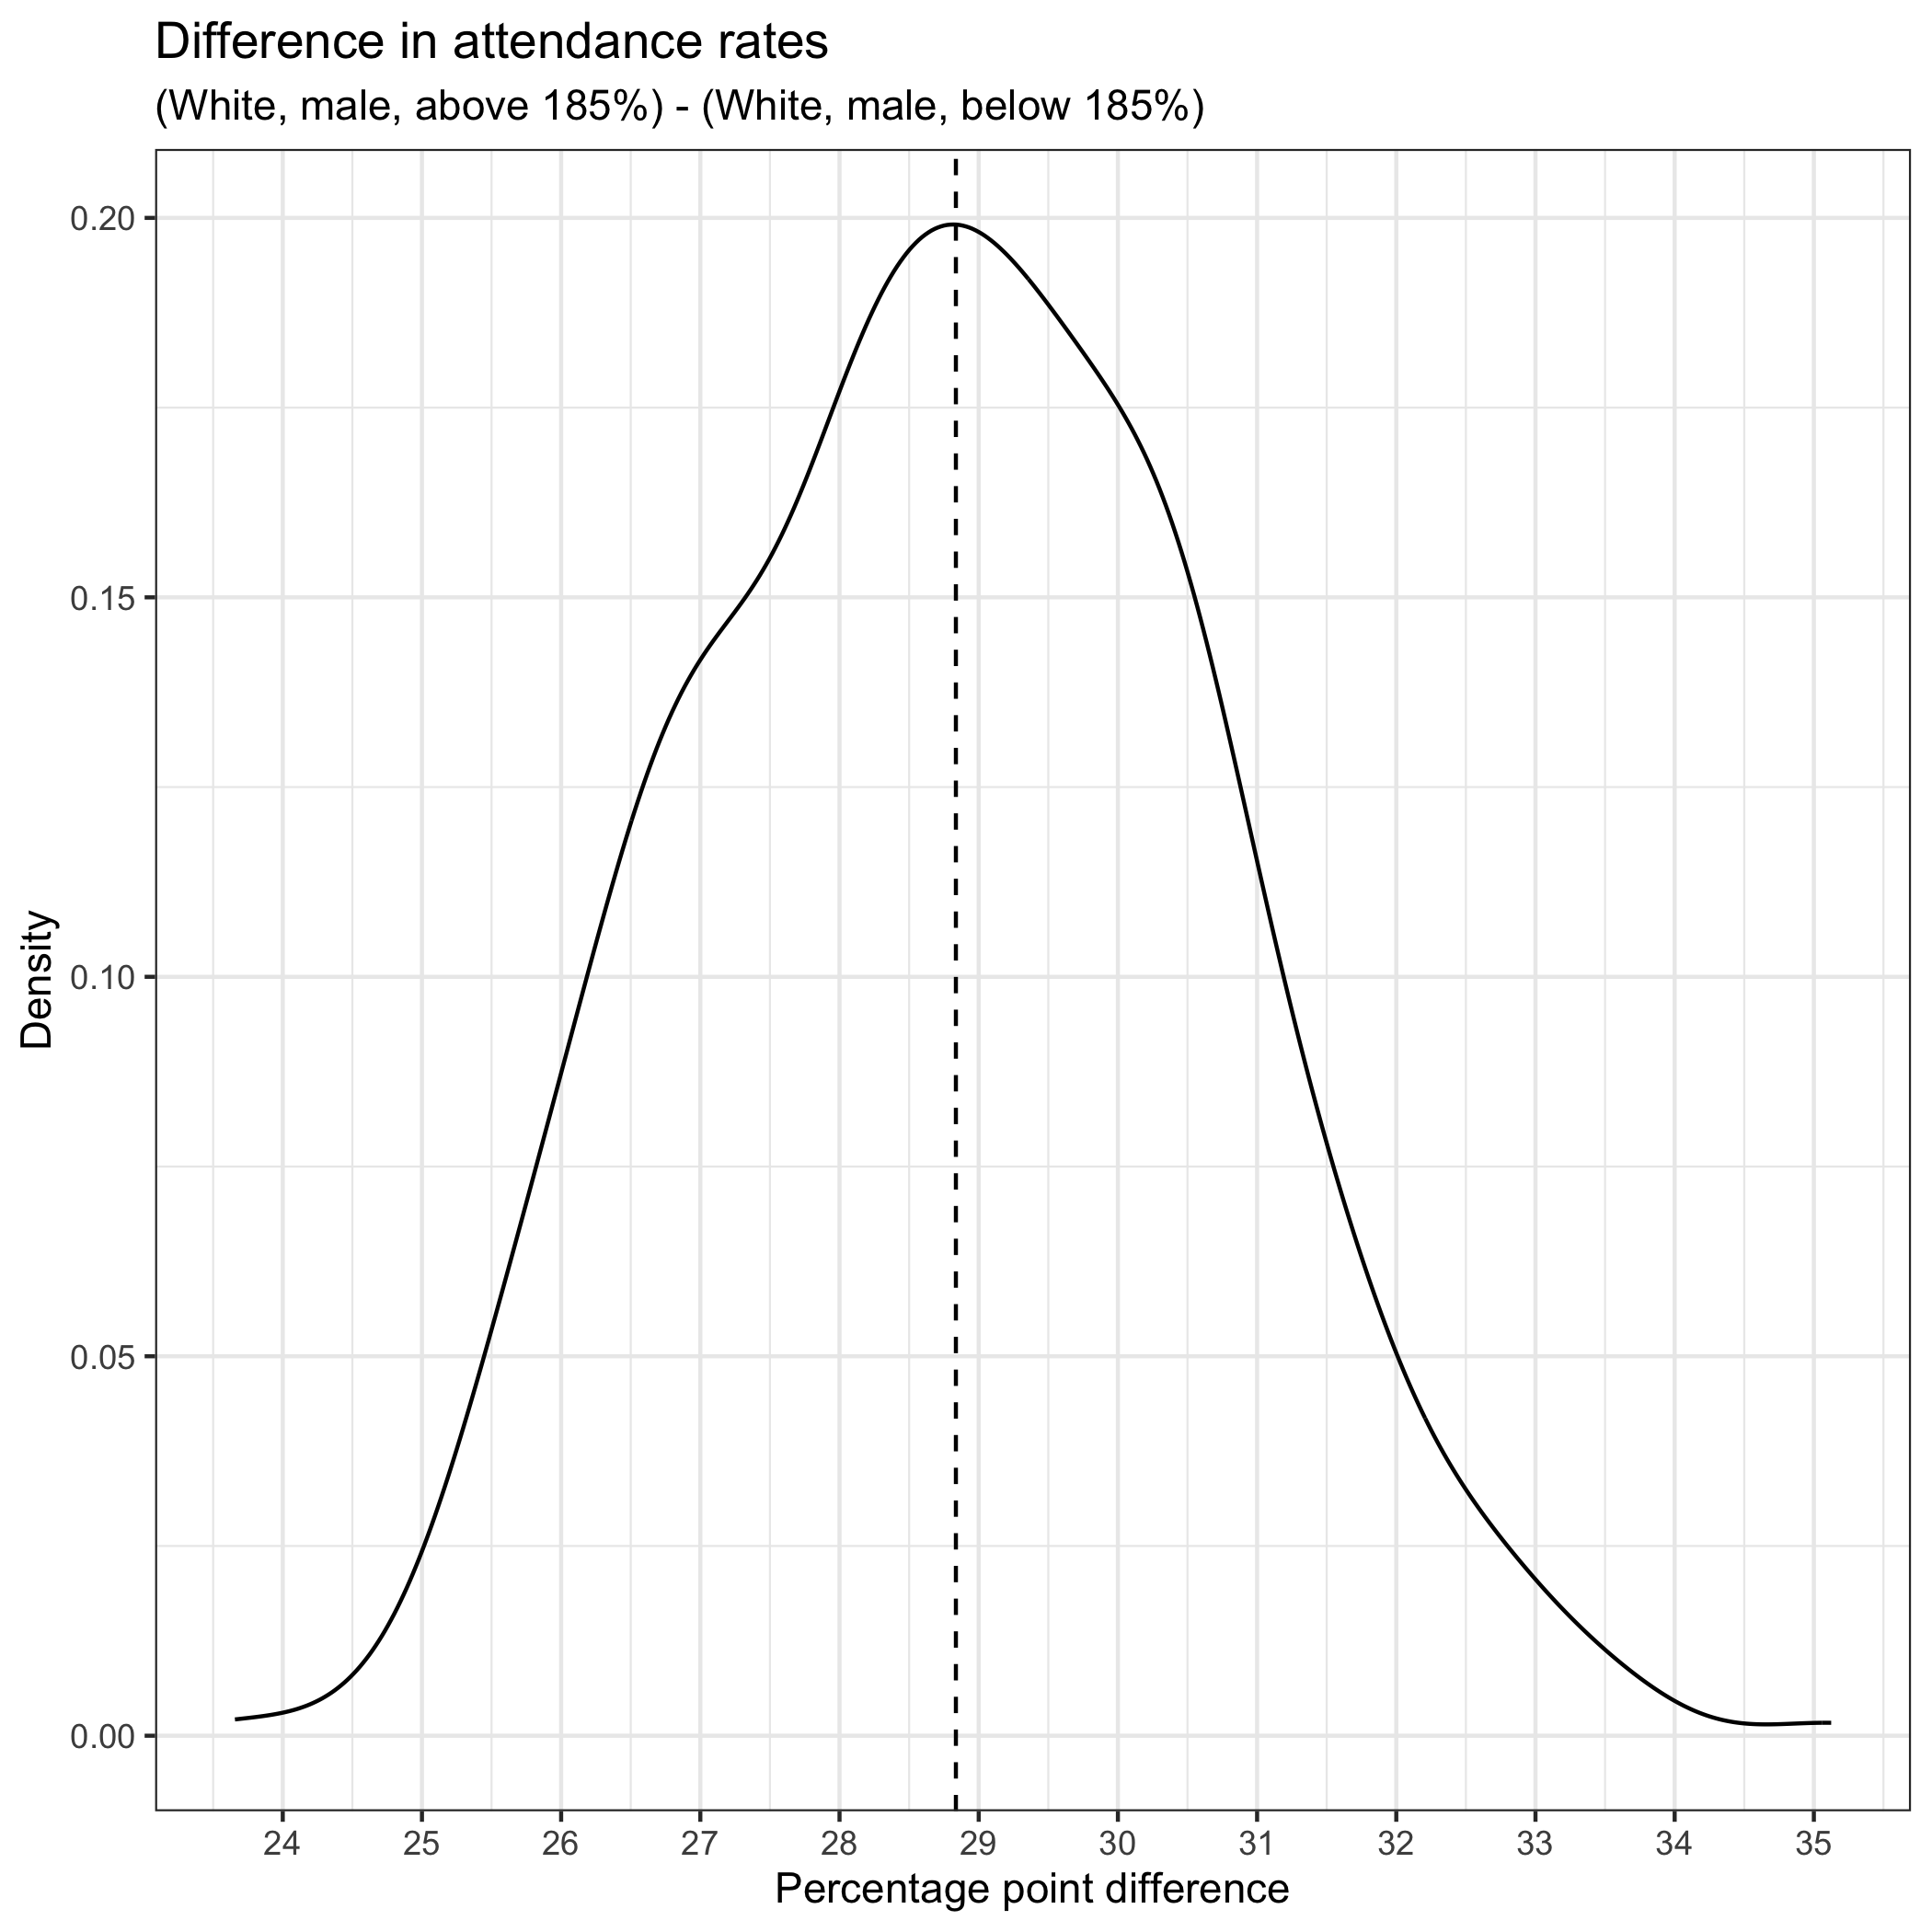 Difference in attendance rates
(White, male, above 185%) - (White, male, below 185%)
0.20
0.15
0.10
0.05
0.00
Density
24 25 26 27 28 29 30 31 32 33 34 35
Percentage point difference